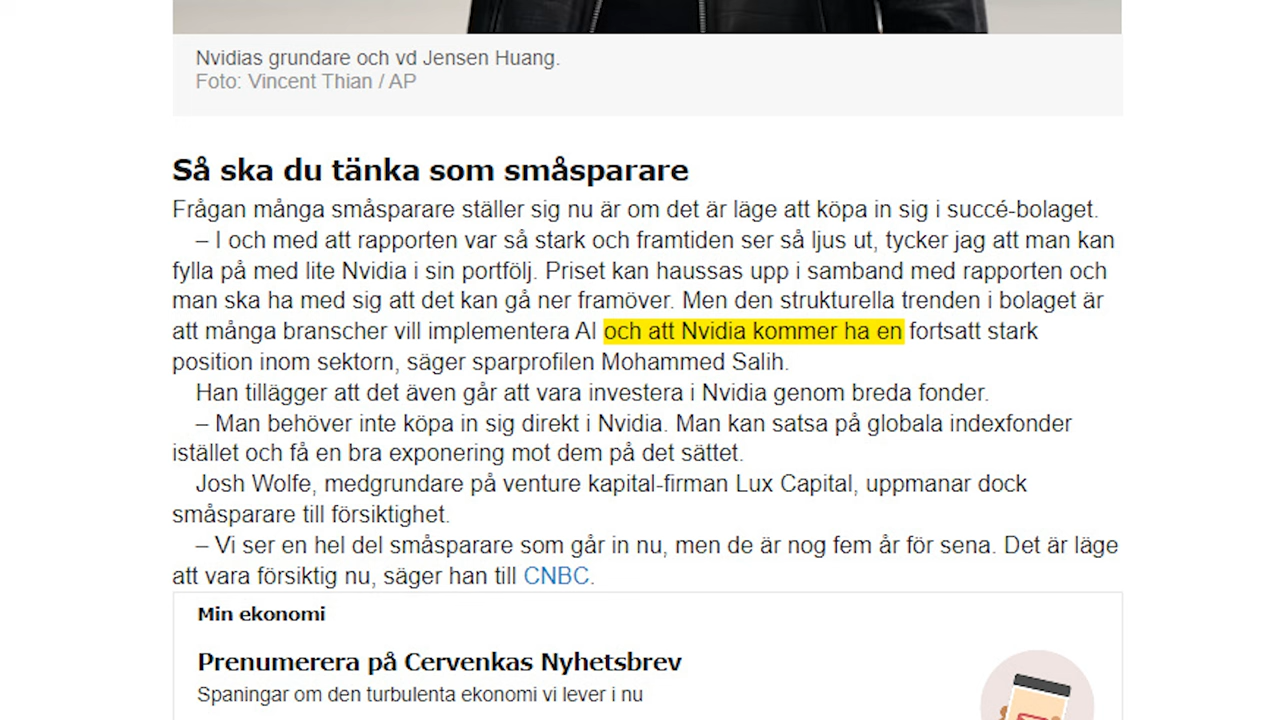 Nvidias grundare och vd Jensen Huang.
Foto: Vincent Thian / AP
Så ska du tänka som småsparare
Frågan många småsparare ställer sig nu är om det är läge att köpa in sig i succé-bolaget.
– I och med att rapporten var så stark och framtiden ser så ljus ut, tycker jag att man kan
fylla på med lite Nvidia i sin portfölj. Priset kan haussas upp i samband med rapporten och
man ska ha med sig att det kan gå ner framöver. Men den strukturella trenden i bolaget är
att många branscher vill implementera AI och att Nvidia kommer ha en fortsatt stark
position inom sektorn, säger sparprofilen Mohammed Salih.
Han tillägger att det även går att vara investera i Nvidia genom breda fonder.
– Man behöver inte köpa in sig direkt i Nvidia. Man kan satsa på globala indexfonder
istället och få en bra exponering mot dem på det sättet.
Josh Wolfe, medgrundare på venture kapital-firman Lux Capital, uppmanar dock
småsparare till försiktighet.
– Vi ser en hel del småsparare som går in nu, men de är nog fem år för sena. Det är läge
att vara försiktig nu, säger han till CNBC.
Min ekonomi
Prenumerera på Cervenkas Nyhetsbrev
Spaningar om den turbulenta ekonomi vi lever i nu